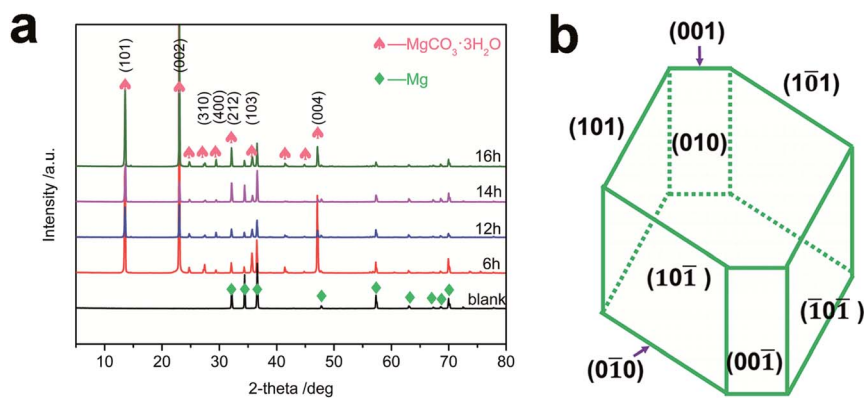 a
(101)
(002)
(310)
(400)
(212)
(103)
(004)
—MgCO₃·3H₂O
—Mg
16h
14h
12h
6h
blank
Intensity /a.u.
10 20 30 40 50 60 70 80
2-theta /deg
b
(001)
(11̅01)
(101)
(010)
(101̅)
(1̅01̅)
(001̅)
(01̅0)